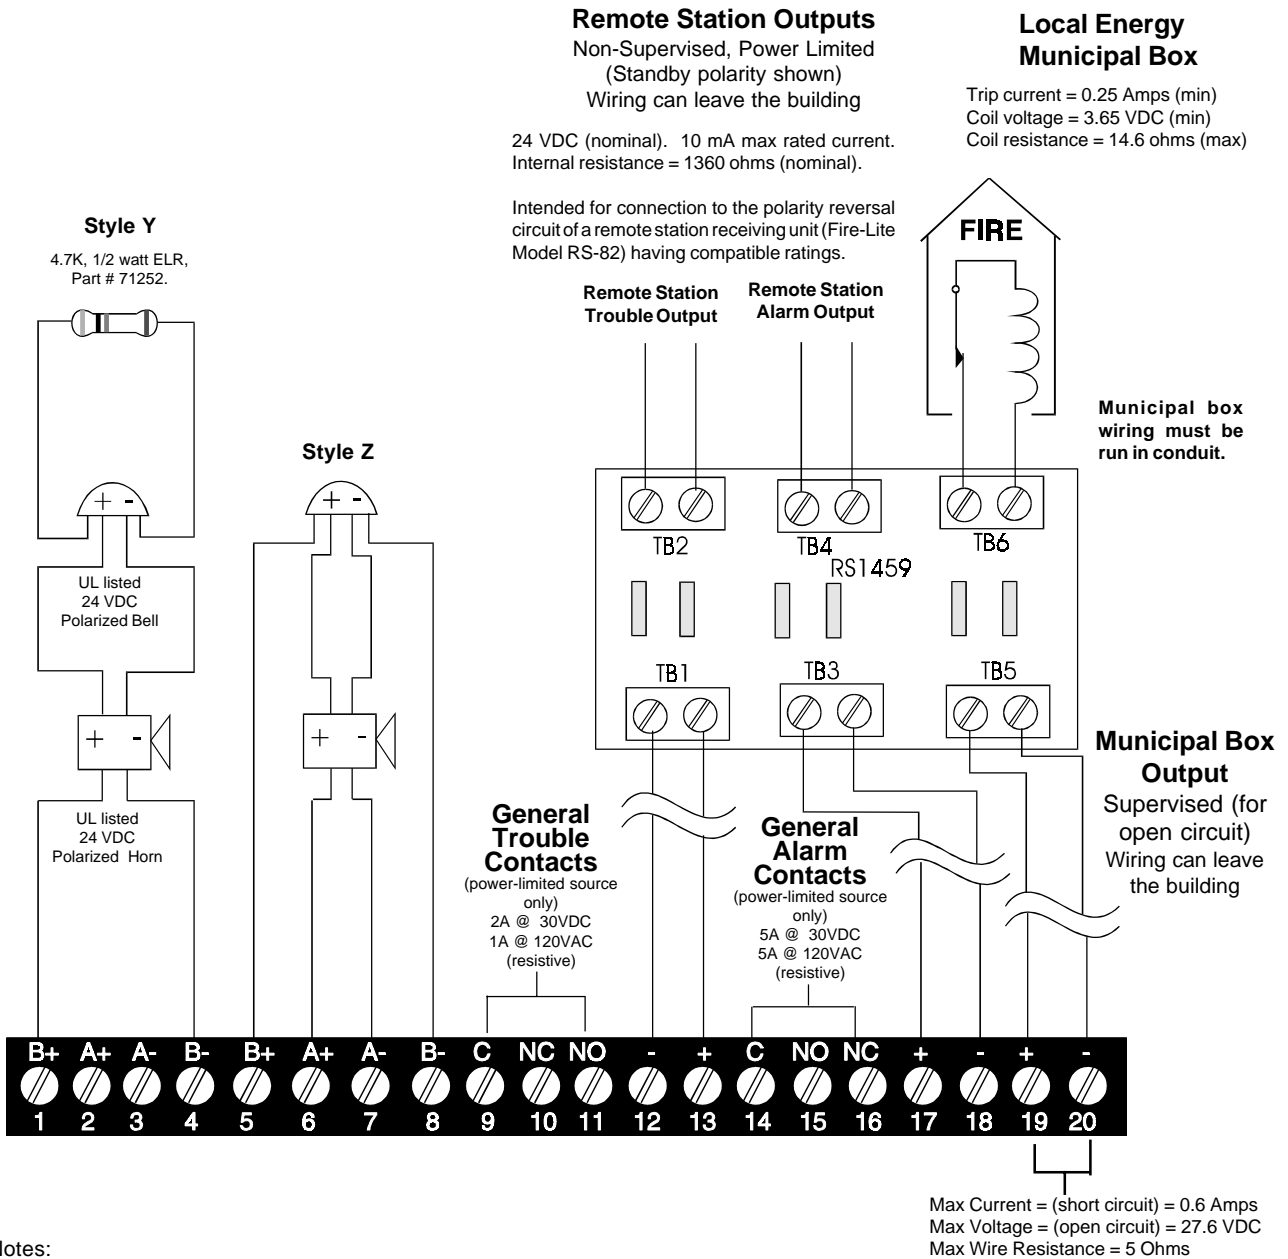 Remote Station Outputs
Non-Supervised, Power Limited
(Standby polarity shown)
Wiring can leave the building
24 VDC (nominal). 10 mA max rated current.
Internal resistance = 1360 ohms (nominal).
Intended for connection to the polarity reversal
circuit of a remote station receiving unit (Fire-Lite
Model RS-82) having compatible ratings.
Local Energy
Municipal Box
Trip current = 0.25 Amps (min)
Coil voltage = 3.65 VDC (min)
Coil resistance = 14.6 ohms (max)
FIRE
Style Y
4.7K, 1/2 watt ELR,
Part # 71252.
Remote Station
Trouble Output
Remote Station
Alarm Output
Municipal box
wiring must be
run in conduit.
Style Z
+ -
+ -
UL listed
24 VDC
Polarized Bell
TB2
TB4
TB6
RS1459
TB1
TB3
TB5
+ -
+ -
UL listed
24 VDC
Polarized Horn
Municipal Box
Output
Supervised (for
open circuit)
Wiring can leave
the building
General
Trouble
Contacts
(power-limited source
only)
2A @ 30VDC
1A @ 120VAC
(resistive)
General
Alarm
Contacts
(power-limited source
only)
5A @ 30VDC
5A @ 120VAC
(resistive)
B+ A+ A- B- B+ A+ A- B- C NC NO - + C NO NC + - + -
1 2 3 4 5 6 7 8 9 10 11 12 13 14 15 16 17 18 19 20
Max Current = (short circuit) = 0.6 Amps
Max Voltage = (open circuit) = 27.6 VDC
Max Wire Resistance = 5 Ohms
lotes: